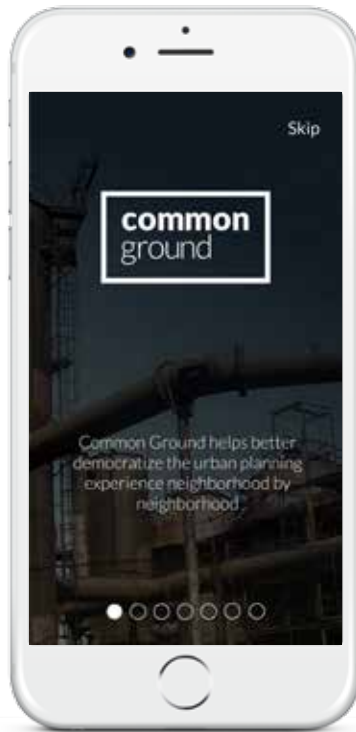 Skip
common
ground
Common Ground helps better
democratize the urban planning
experience neighborhood by
neighborhood.